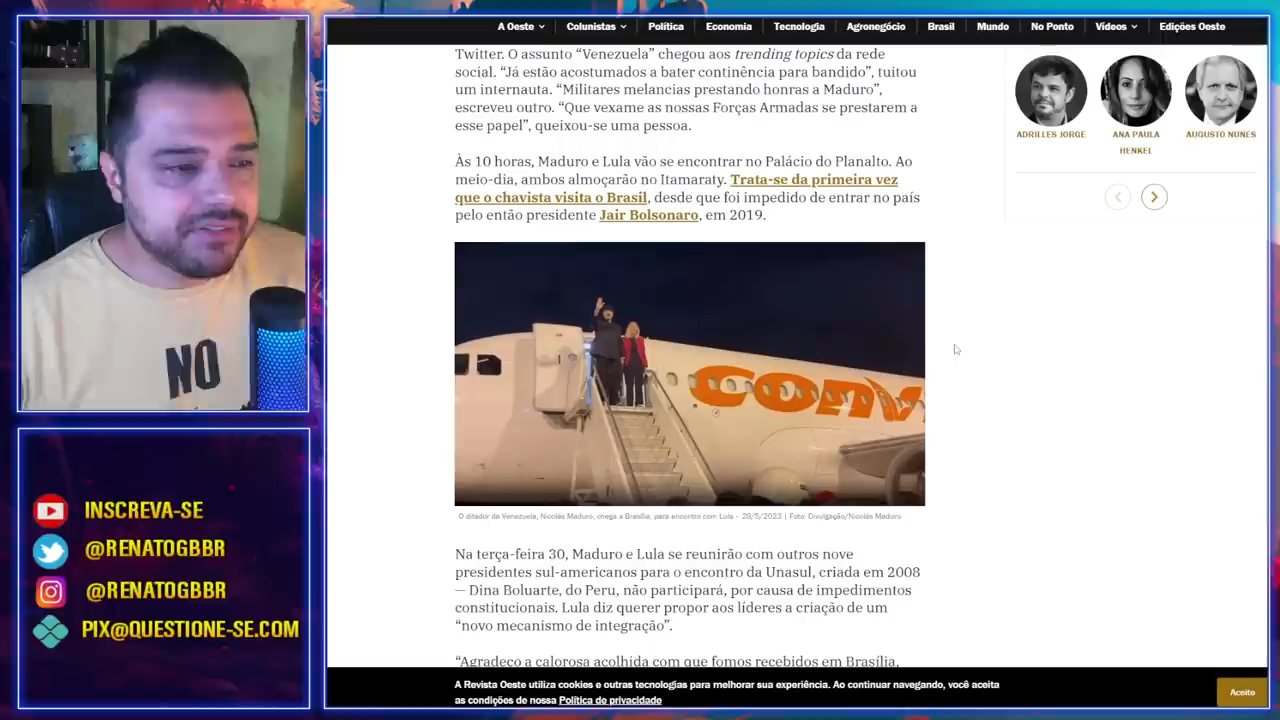 A Oeste
Colunistas
Política
Economia
Tecnologia
Agronegócio
Brasil
Mundo
No Ponto
Vídeos
Edições Oeste
Twitter. O assunto “Venezuela” chegou aos trending topics da rede
social. “Já estão acostumados a bater continência para bandido”, tuitou
um internauta. “Militares melancias prestando honras a Maduro”,
escreveu outro. “Que vexame as nossas Forças Armadas se prestarem a
esse papel”, queixou-se uma pessoa.
Às 10 horas, Maduro e Lula vão se encontrar no Palácio do Planalto. Ao
meio-dia, ambos almoçarão no Itamaraty. Trata-se da primeira vez
que o chavista visita o Brasil, desde que foi impedido de entrar no país
pelo então presidente Jair Bolsonaro, em 2019.
ADRILLES JORGE
ANA PAULA
HENKEL
AUGUSTO NUNES
CONV
O ditador da Venezuela, Nicolás Maduro, chega a Brasília, para encontro com Lula - 29/5/2023 | Foto: Divulgação/Nicolás Maduro
Na terça-feira 30, Maduro e Lula se reunirão com outros nove
presidentes sul-americanos para o encontro da Unasul, criada em 2008
— Dina Boluarte, do Peru, não participará, por causa de impedimentos
constitucionais. Lula diz querer propor aos líderes a criação de um
“novo mecanismo de integração”.
“Agradeço a calorosa acolhida com que fomos recebidos em Brasília,
A Revista Oeste utiliza cookies e outras tecnologias para melhorar sua experiência. Ao continuar navegando, você aceita
as condições de nossa Política de privacidade
Aceito
NO
INSCREVA-SE
@RENATOGBBR
@RENATOGBBR
PIX@QUESTIONE-SE.COM